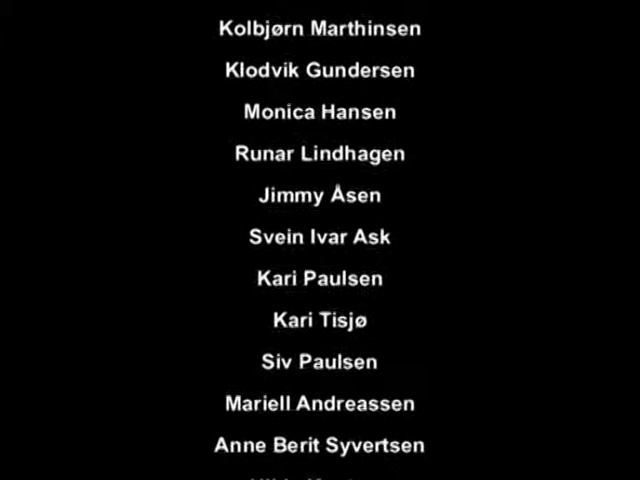 Kolbjørn Marthinsen
Klodvik Gundersen
Monica Hansen
Runar Lindhagen
Jimmy Åsen
Svein Ivar Ask
Kari Paulsen
Kari Tisjø
Siv Paulsen
Mariell Andreassen
Anne Berit Syvertsen